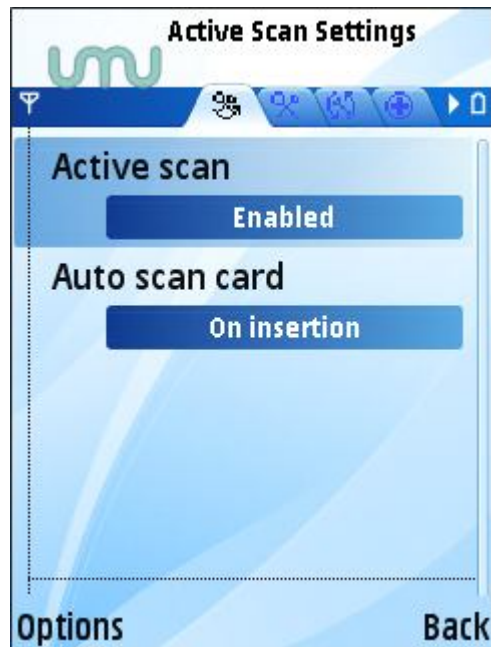 Active Scan Settings
umu
Active scan
Enabled
Auto scan card
On insertion
Options
Back